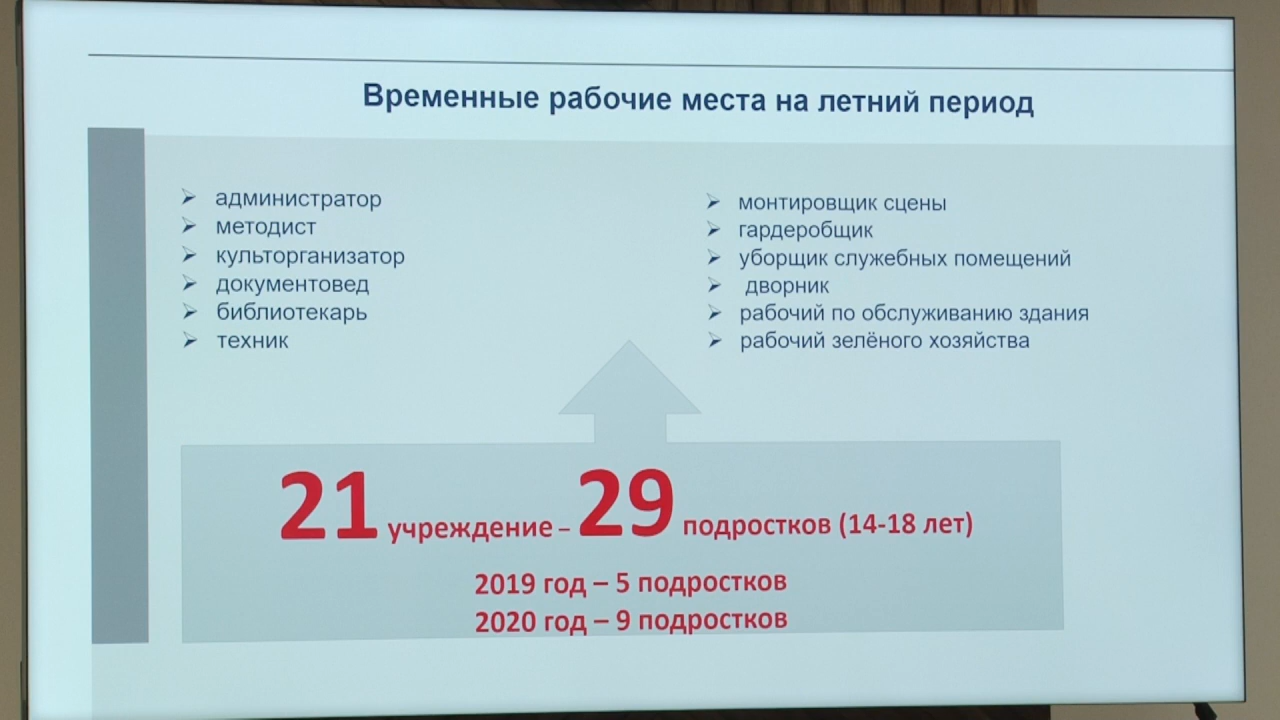 Временные рабочие места на летний период
администратор
методист
культорганизатор
документовед
библиотекарь
техник
монтировщик сцены
гардеробщик
уборщик служебных помещений
дворник
рабочий по обслуживанию здания
рабочий зелёного хозяйства
21 учреждение – 29 подростков (14-18 лет)
2019 год – 5 подростков
2020 год – 9 подростков